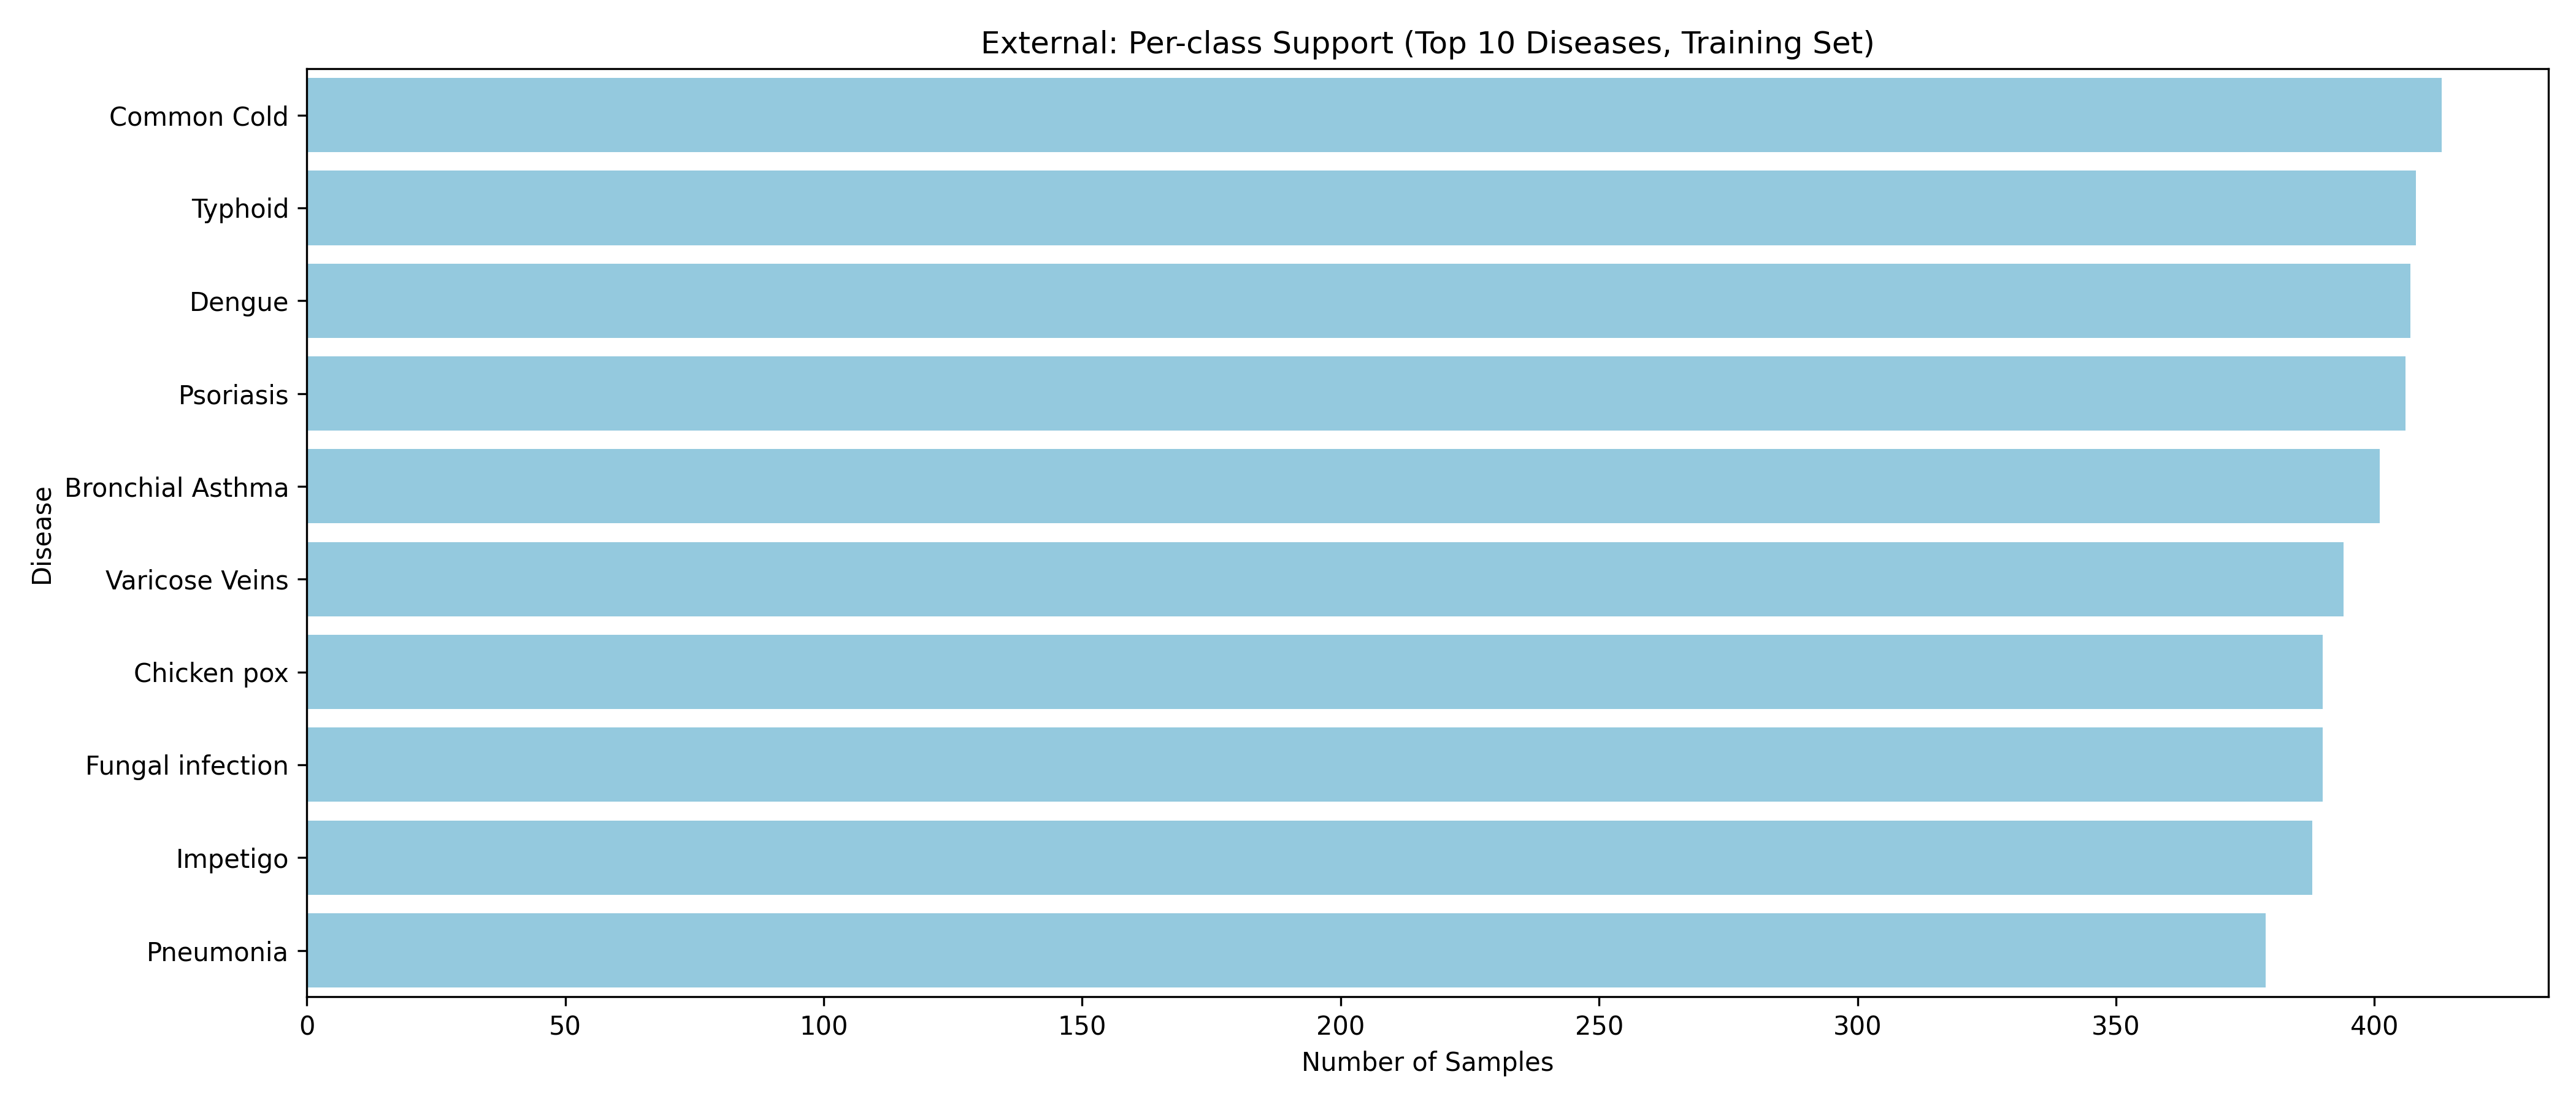 External: Per-class Support (Top 10 Diseases, Training Set)
Disease
Common Cold
Typhoid
Dengue
Psoriasis
Bronchial Asthma
Varicose Veins
Chicken pox
Fungal infection
Impetigo
Pneumonia
0 50 100 150 200 250 300 350 400
Number of Samples